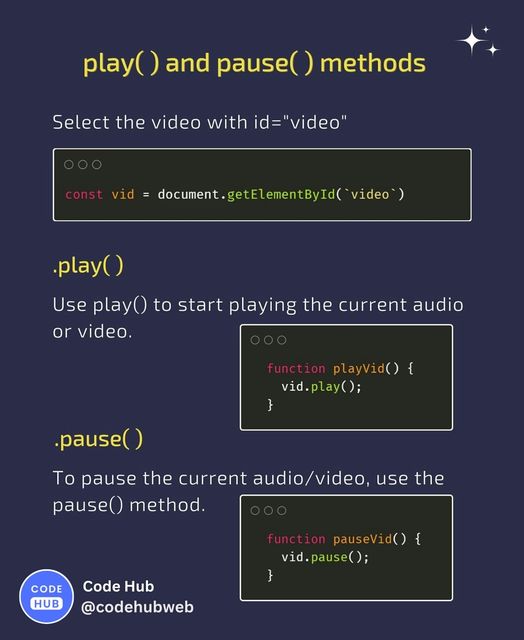 play( ) and pause( ) methods
Select the video with id="video"
const vid = document.getElementById(`video`)
.play( )
Use play() to start playing the current audio
or video.
function playVid() {
vid.play();
}
.pause( )
To pause the current audio/video, use the
pause() method.
function pauseVid() {
vid.pause();
}
CODE
HUB
Code Hub
@codehubweb